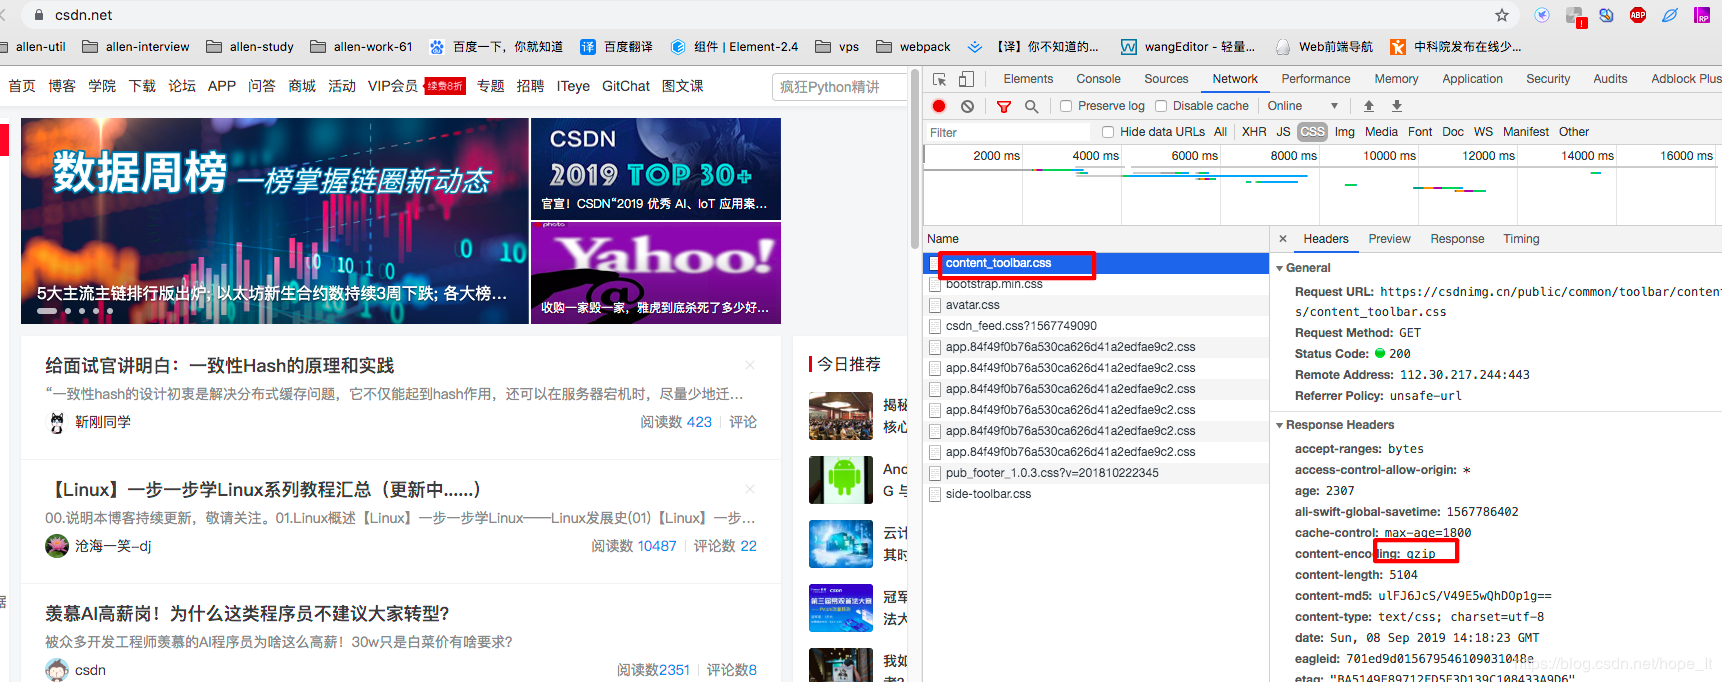 csdn.net
allen-util allen-interview allen-study allen-work-61 百度一下，你就知道 百度翻译 组件 | Element-2.4 vps webpack 【译】你不知道的... wangEditor - 轻量... Web前端导航 中科院发布在线少...
首页 博客 学院 下载 论坛 APP 问答 商城 活动 VIP会员 续费8折 专题 招聘 ITeye GitChat 图文课 疯狂Python精讲
数据周榜 一榜掌握链圈新动态
5大主流主链排行版出炉; 以太坊新生合约数持续3周下跌; 各大榜...
CSDN
2019 TOP 30+
官宣！CSDN“2019 优秀 AI、IoT 应用案...
Yahoo!
收购一家毁一家，雅虎到底杀死了多少好...
给面试官讲明白：一致性Hash的原理和实践
“一致性hash的设计初衷是解决分布式缓存问题，它不仅能起到hash作用，还可以在服务器宕机时，尽量少地迁...
靳刚同学 阅读数 423 评论
【Linux】一步一步学Linux系列教程汇总（更新中......）
00.说明本博客持续更新，敬请关注。01.Linux概述【Linux】一步一步学Linux——Linux发展史(01)【Linux】一步...
沧海一笑-dj 阅读数 10487 评论数 22
羡慕AI高薪岗！为什么这类程序员不建议大家转型？
被众多开发工程师羡慕的AI程序员为啥这么高薪！30w只是白菜价有啥要求？
csdn 阅读数2351 评论数8
今日推荐
揭秘
核心
And
G 与
云计
其时
冠军
法大
我如
Elements Console Sources Network Performance Memory Application Security Audits Adblock Plus
Preserve log Disable cache Online
Filter Hide data URLs All XHR JS CSS Img Media Font Doc WS Manifest Other
2000 ms 4000 ms 6000 ms 8000 ms 10000 ms 12000 ms 14000 ms 16000 ms
Name
content_toolbar.css
bootstrap.min.css
avatar.css
csdn_feed.css?1567749090
app.84f49f0b76a530ca626d41a2edfae9c2.css
app.84f49f0b76a530ca626d41a2edfae9c2.css
app.84f49f0b76a530ca626d41a2edfae9c2.css
app.84f49f0b76a530ca626d41a2edfae9c2.css
app.84f49f0b76a530ca626d41a2edfae9c2.css
app.84f49f0b76a530ca626d41a2edfae9c2.css
pub_footer_1.0.3.css?v=201810222345
side-toolbar.css
× Headers Preview Response Timing
General
Request URL: https://csdnimg.cn/public/common/toolbar/content
s/content_toolbar.css
Request Method: GET
Status Code: 200
Remote Address: 112.30.217.244:443
Referrer Policy: unsafe-url
Response Headers
accept-ranges: bytes
access-control-allow-origin: *
age: 2307
ali-swift-global-savetime: 1567786402
cache-control: max-age=1800
content-encoding: gzip
content-length: 5104
content-md5: ulFJ6JcS/V49E5wQhDOp1g==
content-type: text/css; charset=utf-8
date: Sun, 08 Sep 2019 14:18:23 GMT
eagleid: 701ed9d015679546109031048e
https://blog.csdn.net/hope_It